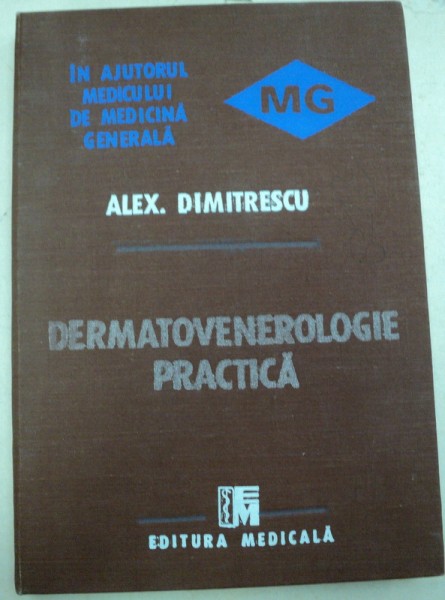 ÎN AJUTORUL
MEDICULUI
DE MEDICINĂ
GENERALĂ
MG
ALEX. DIMITRESCU
DERMATOVENEROLOGIE
PRACTICĂ
EM
EDITURA MEDICALĂ